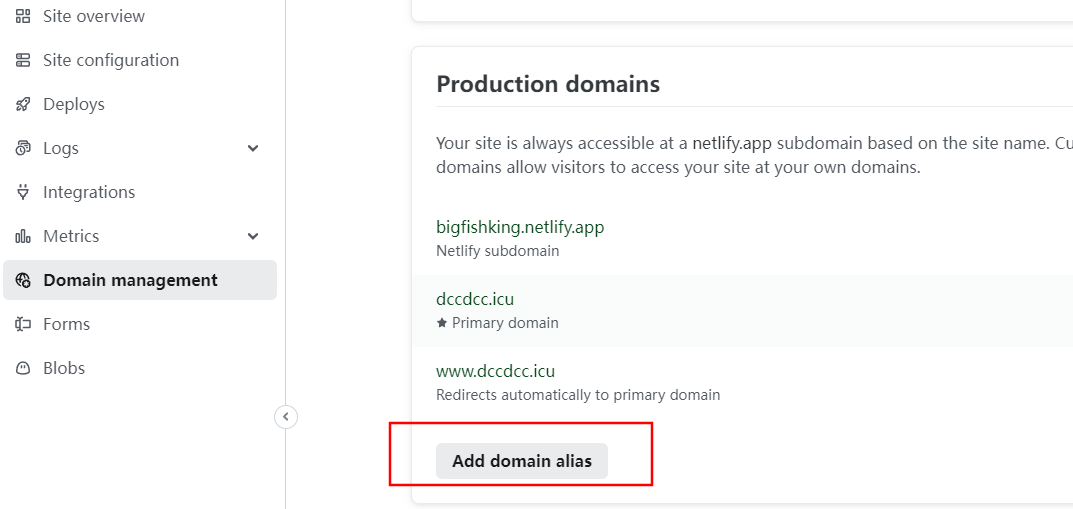 Site overview
Site configuration
Deploys
Logs
Integrations
Metrics
Domain management
Forms
Blobs
Production domains
Your site is always accessible at a netlify.app subdomain based on the site name.
domains allow visitors to access your site at your own domains.
bigfishking.netlify.app
Netlify subdomain
dccdcc.icu
Primary domain
www.dccdcc.icu
Redirects automatically to primary domain
Add domain alias